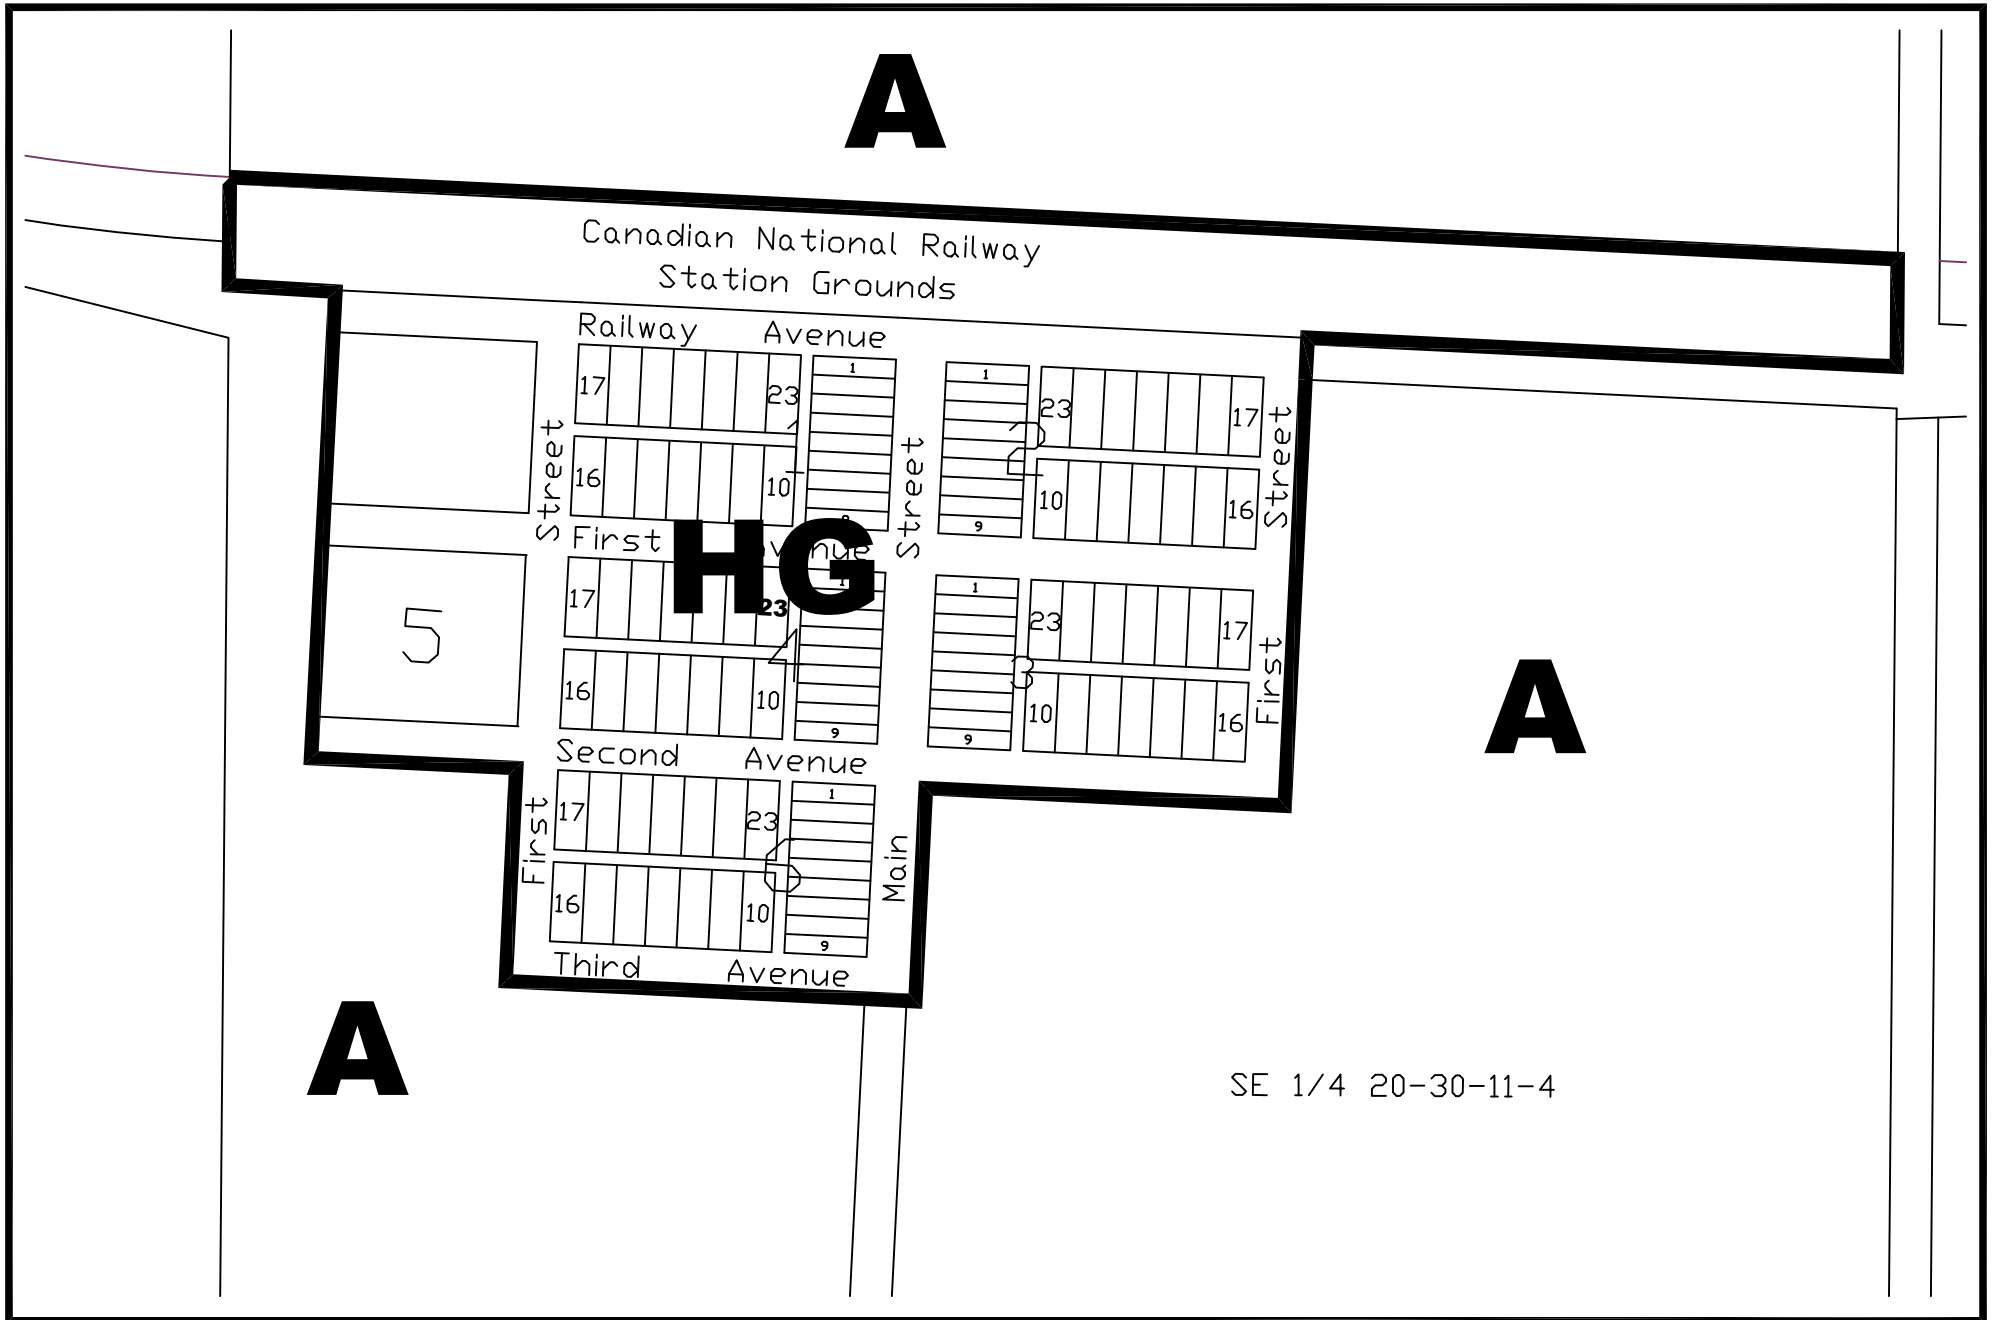 A
Canadian National Railway
Station Grounds
Railway Avenue
17 23 1 1 23 17
1 2
16 10 9 9 10 16
Street Street Street
HG
First Avenue
17 23 1 1 23 17
5 4 3
16 10 9 9 10 16
First
A
Second Avenue
17 23 1
6
16 10 9
First Main
Third Avenue
A
SE 1/4 20-30-11-4